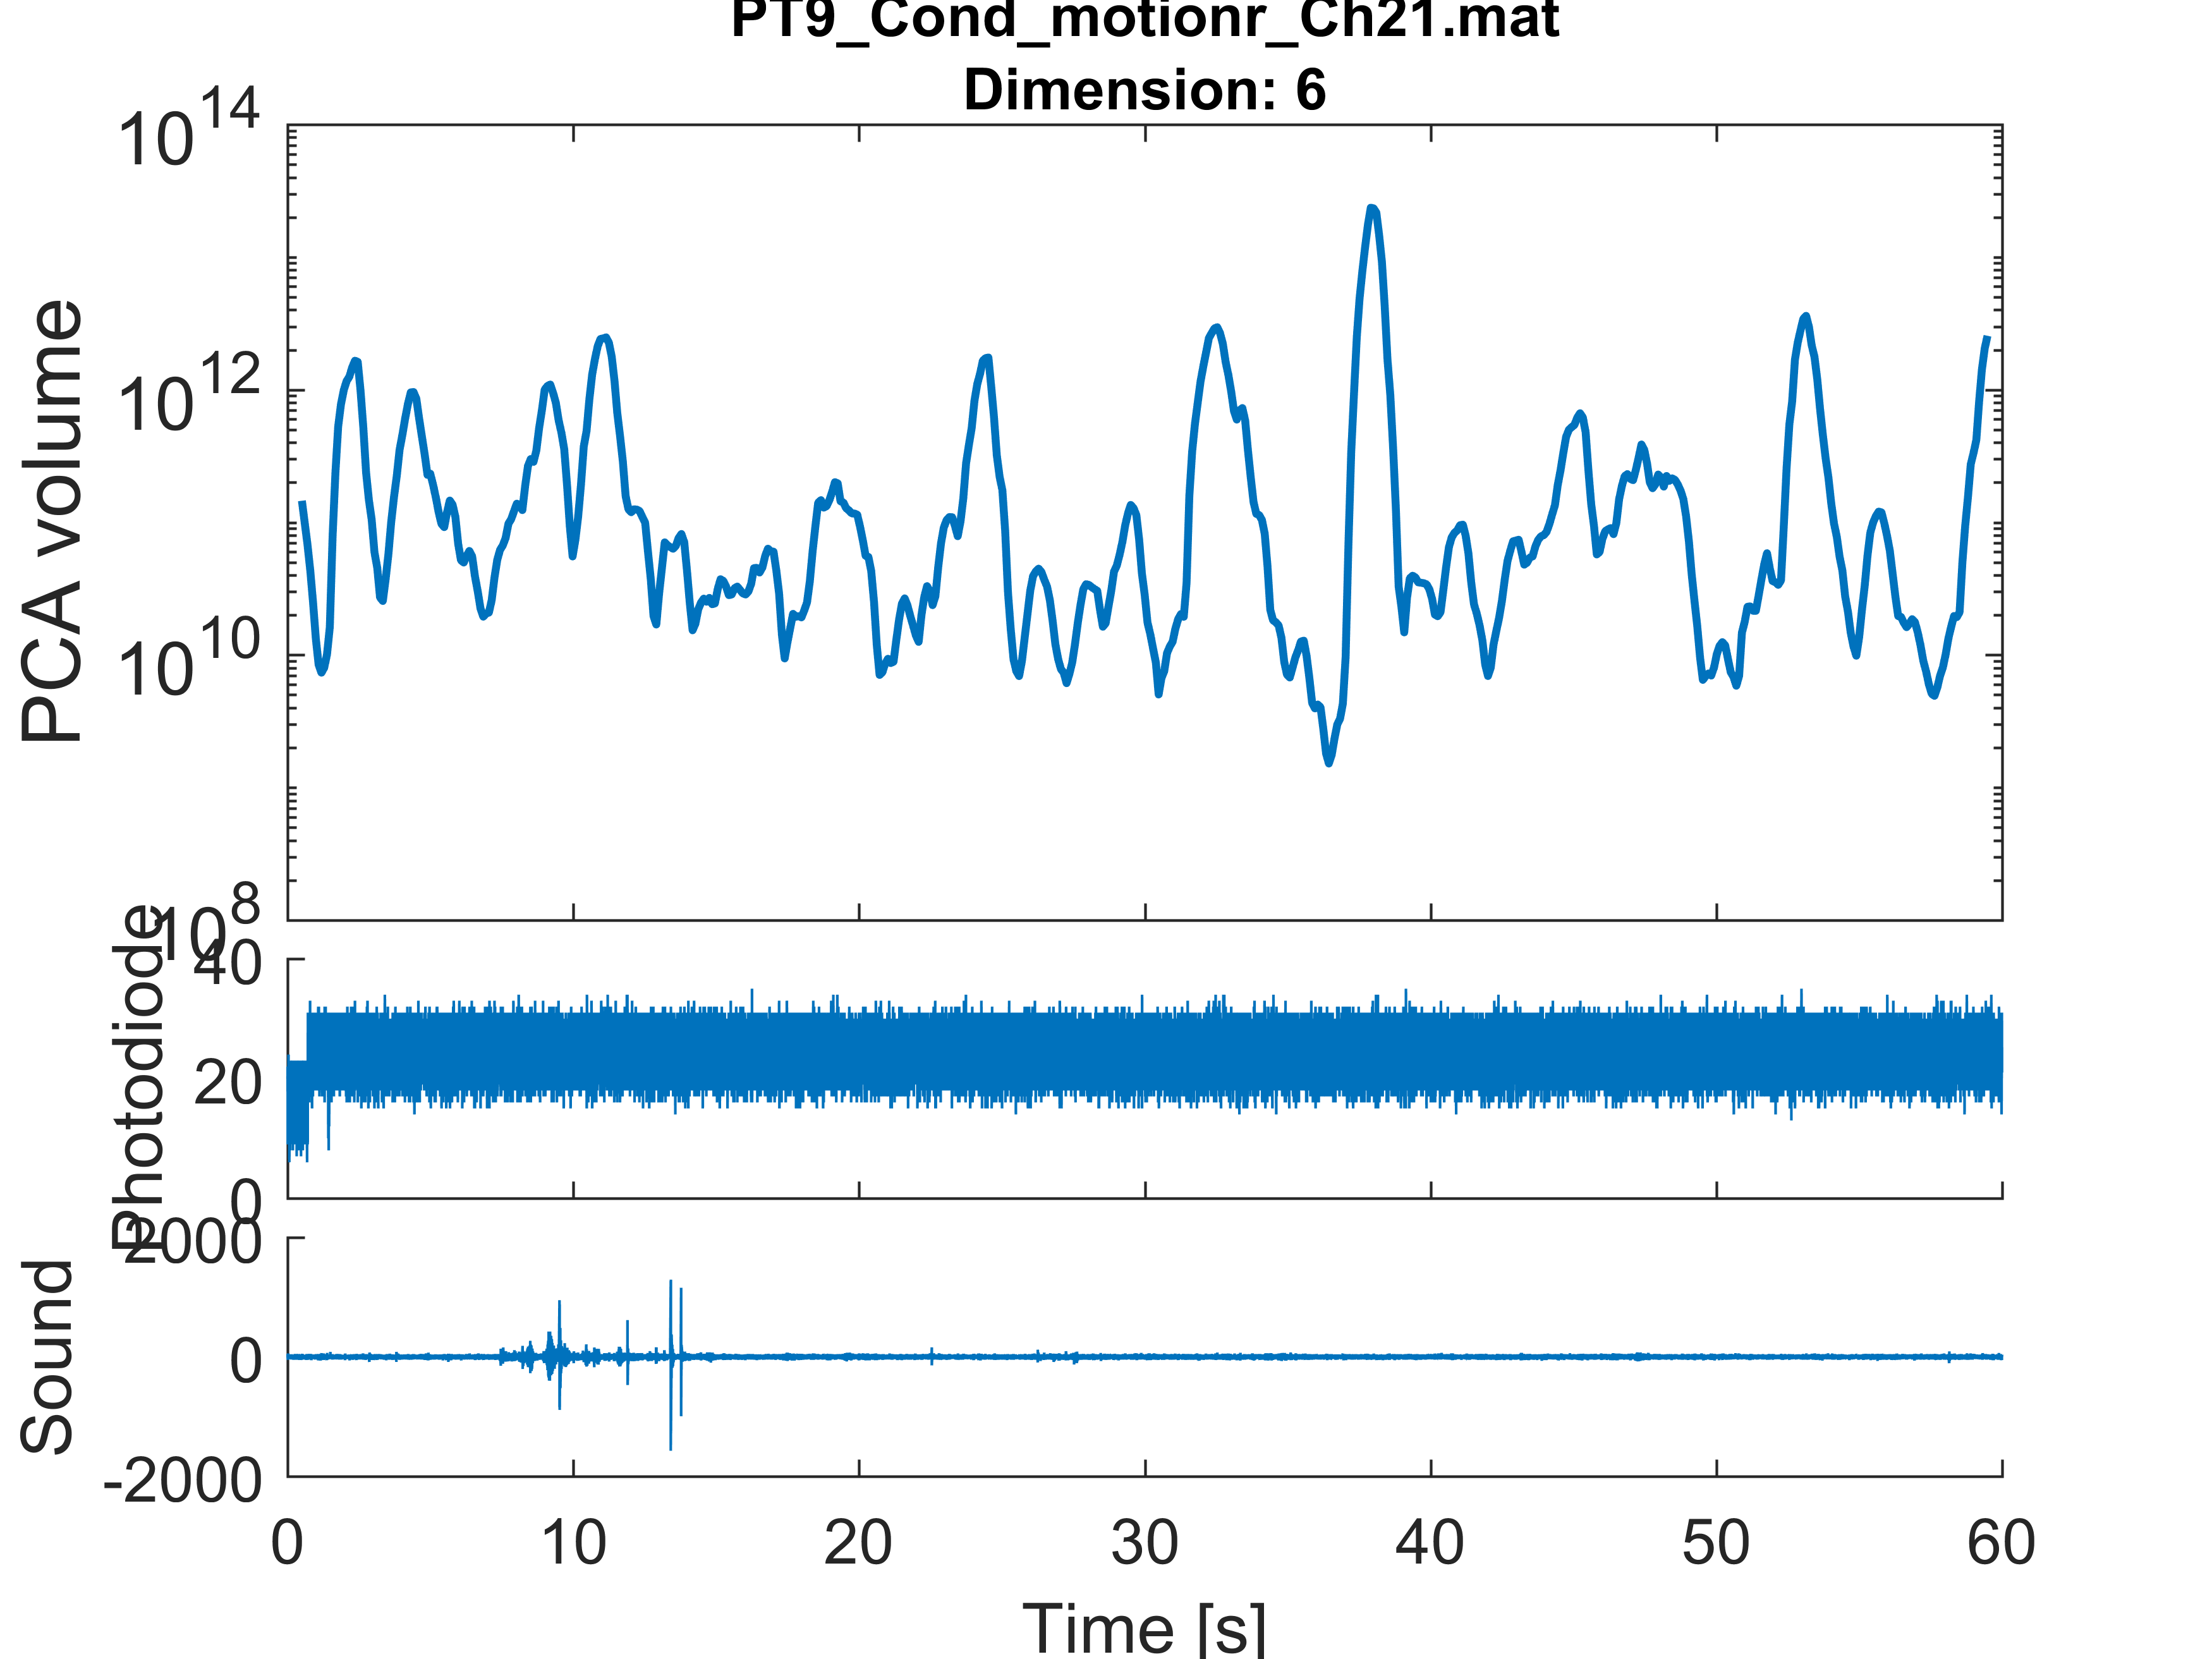 PT9_Cond_motionr_Ch21.mat
Dimension: 6
PCA volume
10^14
10^12
10^10
10^8
Photodiode
40
20
0
Sound
2000
0
-2000
0 10 20 30 40 50 60
Time [s]